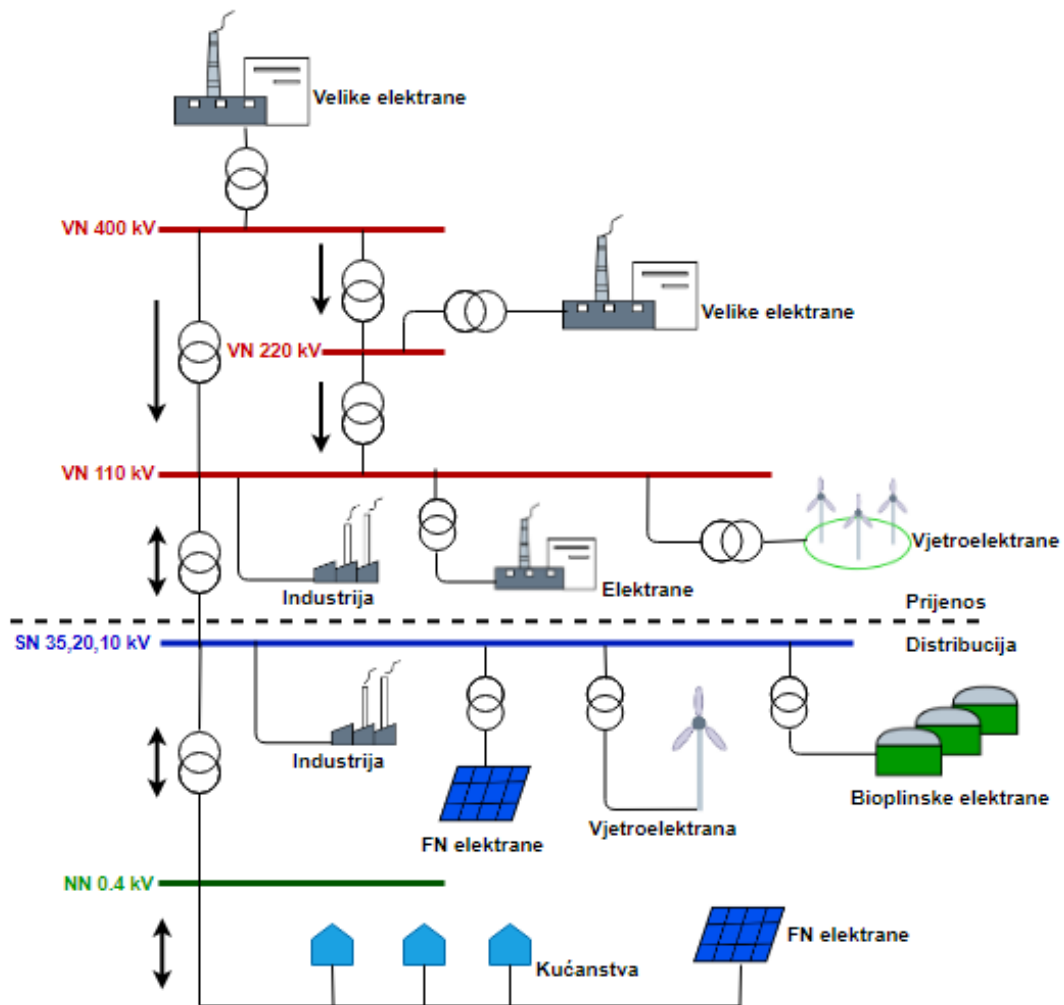 Velike elektrane
VN 400 kV
Velike elektrane
VN 220 kV
VN 110 kV
Vjetroelektrane
Industrija
Elektrane
Prijenos
SN 35,20,10 kV
Distribucija
Industrija
FN elektrane
Vjetroelektrana
Bioplinske elektrane
NN 0.4 kV
FN elektrane
Kućanstva